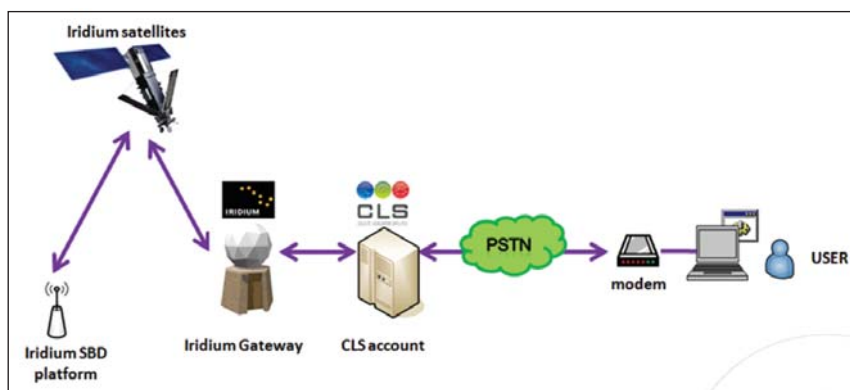 Iridium satellites
IRIDIUM
CLS
PSTN
USER
modem
Iridium Gateway
CLS account
Iridium SBD
platform